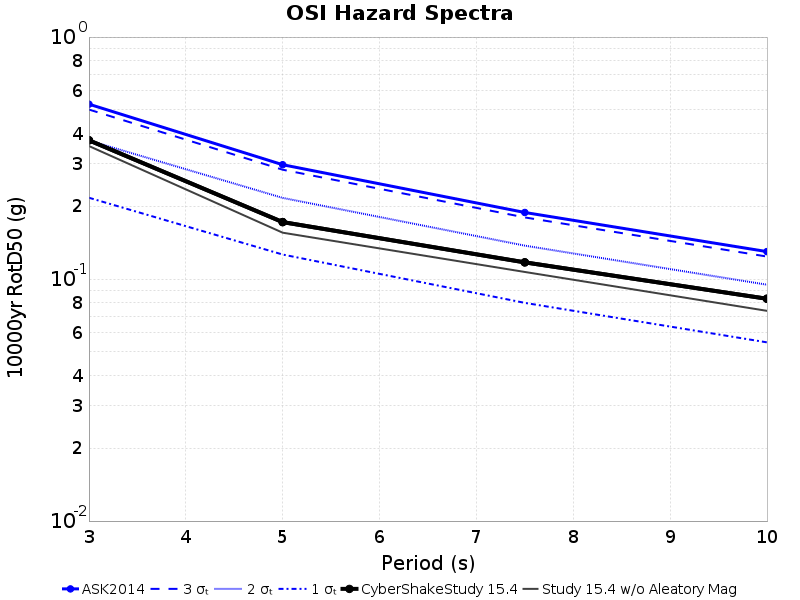 OSI Hazard Spectra
10⁰
8
6
4
3
2
10⁻¹
8
6
4
3
2
10⁻²
10000yr RotD50 (g)
3 4 5 6 7 8 9 10
Period (s)
ASK2014 3 σₜ 2 σₜ 1 σₜ CyberShakeStudy 15.4 Study 15.4 w/o Aleatory Mag